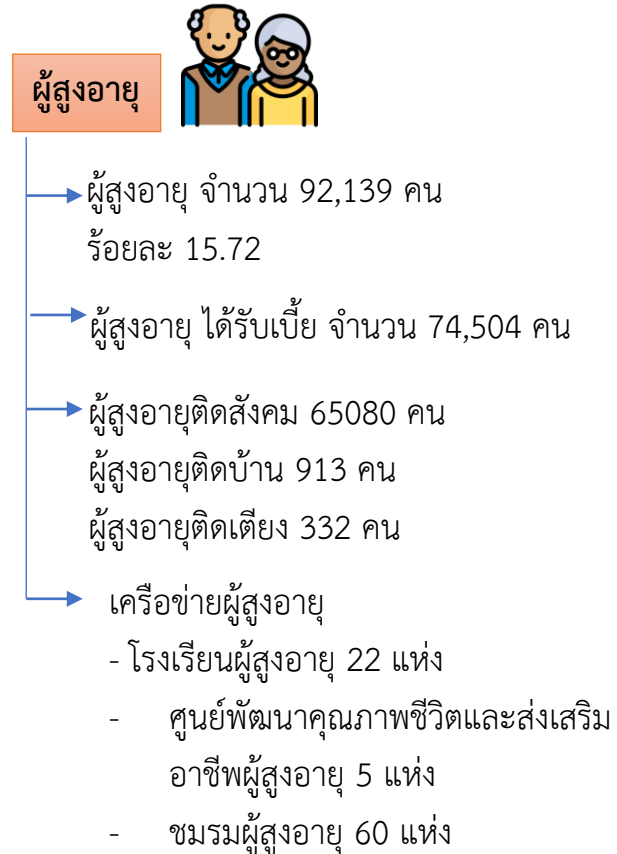 ผู้สูงอายุ
ผู้สูงอายุ จำนวน 92,139 คน
ร้อยละ 15.72
ผู้สูงอายุ ได้รับเบี้ย จำนวน 74,504 คน
ผู้สูงอายุติดสังคม 65080 คน
ผู้สูงอายุติดบ้าน 913 คน
ผู้สูงอายุติดเตียง 332 คน
เครือข่ายผู้สูงอายุ
- โรงเรียนผู้สูงอายุ 22 แห่ง
- ศูนย์พัฒนาคุณภาพชีวิตและส่งเสริม
อาชีพผู้สูงอายุ 5 แห่ง
- ชมรมผู้สูงอายุ 60 แห่ง